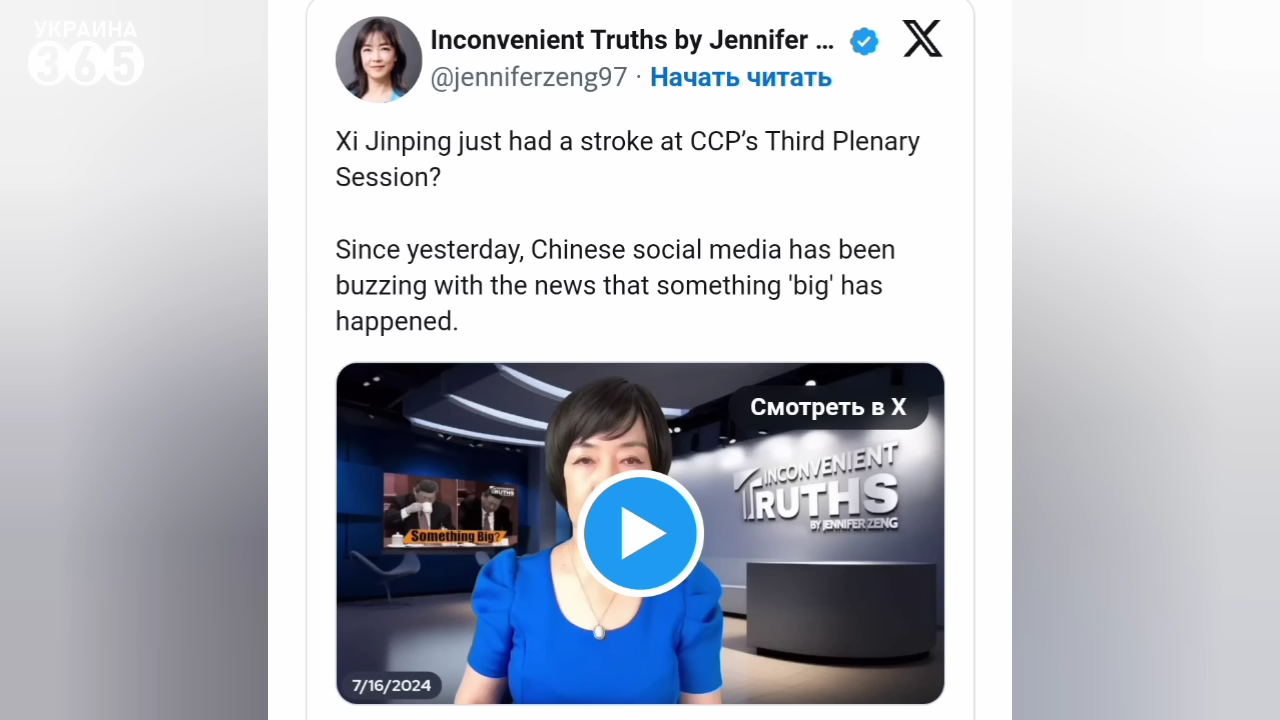 УКРАИНА
365
Inconvenient Truths by Jennifer ...
@jenniferzeng97 · Начать читать
Xi Jinping just had a stroke at CCP’s Third Plenary
Session?
Since yesterday, Chinese social media has been
buzzing with the news that something 'big' has
happened.
Смотреть в X
INCONVENIENT
TRUTHS
BY JENNIFER ZENG
TRUTHS
Something Big?
7/16/2024